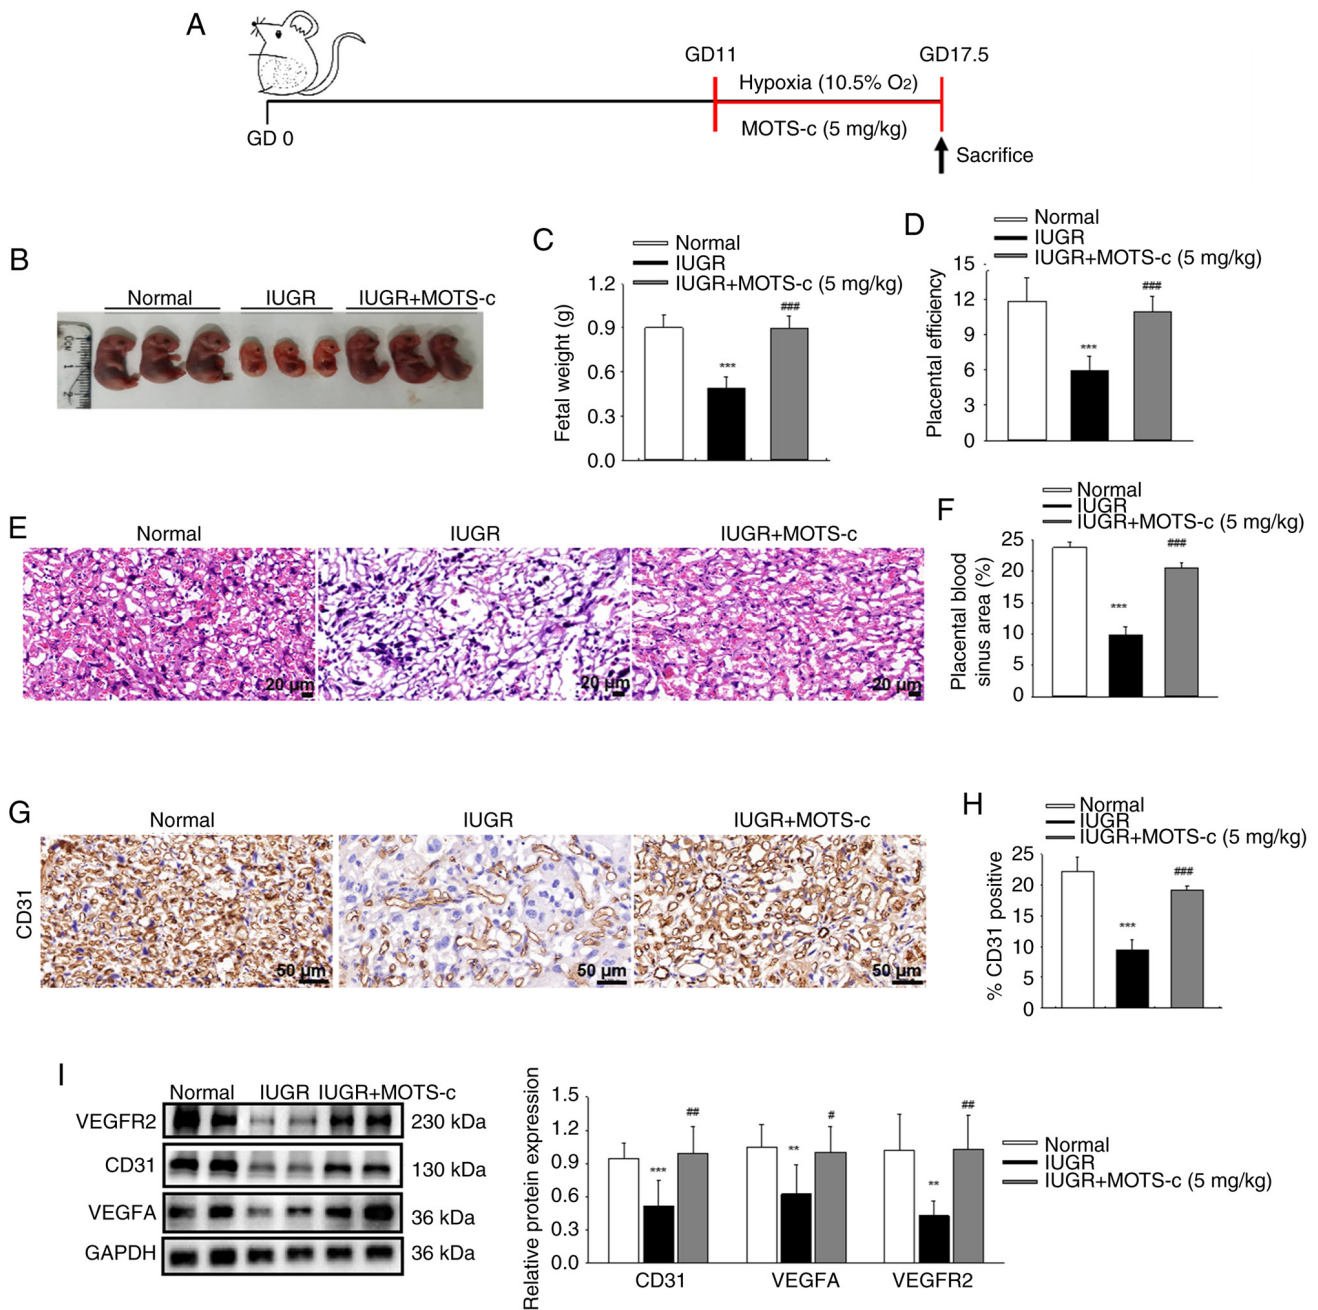 A
GD 0
GD11
GD17.5
Hypoxia (10.5% O2)
MOTS-c (5 mg/kg)
Sacrifice
B
Normal
IUGR
IUGR+MOTS-c
1
2
C
Normal
IUGR
IUGR+MOTS-c (5 mg/kg)
Fetal weight (g)
1.2
0.9
0.6
0.3
0.0
***
###
D
Normal
IUGR
IUGR+MOTS-c (5 mg/kg)
Placental efficiency
15
12
9
6
3
0
***
###
E
Normal
IUGR
IUGR+MOTS-c
20 µm
20 µm
20 µm
F
Normal
IUGR
IUGR+MOTS-c (5 mg/kg)
Placental blood
sinus area (%)
25
20
15
10
5
0
***
###
G
Normal
IUGR
IUGR+MOTS-c
CD31
50 µm
50 µm
50 µm
H
Normal
IUGR
IUGR+MOTS-c (5 mg/kg)
% CD31 positive
25
20
15
10
5
0
***
###
I
Normal
IUGR
IUGR+MOTS-c
VEGFR2
230 kDa
CD31
130 kDa
VEGFA
36 kDa
GAPDH
36 kDa
Relative protein expression
1.5
1.2
0.9
0.6
0.3
0.0
***
##
**
#
**
##
CD31
VEGFA
VEGFR2
Normal
IUGR
IUGR+MOTS-c (5 mg/kg)